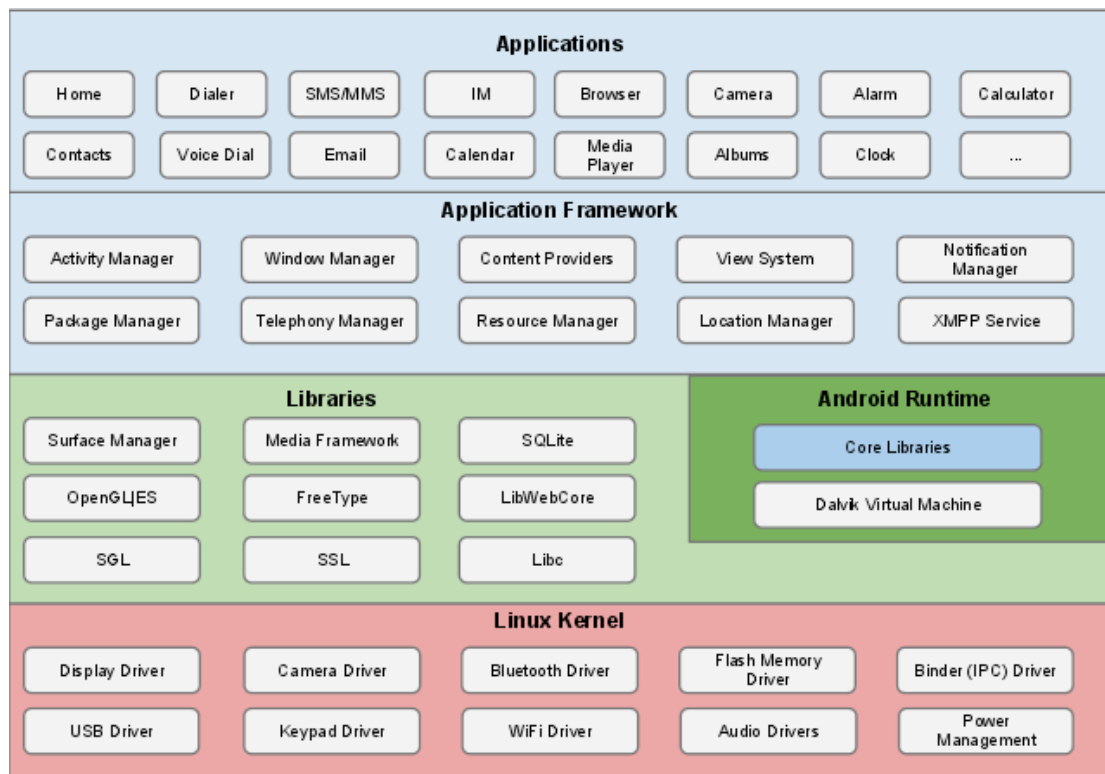 Applications
Home
Dialer
SMS/MMS
IM
Browser
Camera
Alarm
Calculator
Contacts
Voice Dial
Email
Calendar
Media
Player
Albums
Clock
...
Application Framework
Activity Manager
Window Manager
Content Providers
View System
Notification
Manager
Package Manager
Telephony Manager
Resource Manager
Location Manager
XMPP Service
Libraries
Android Runtime
Surface Manager
Media Framework
SQLite
Core Libraries
OpenGL|ES
FreeType
LibWebCore
Dalvik Virtual Machine
SGL
SSL
Libc
Linux Kernel
Display Driver
Camera Driver
Bluetooth Driver
Flash Memory
Driver
Binder (IPC) Driver
USB Driver
Keypad Driver
WiFi Driver
Audio Drivers
Power
Management